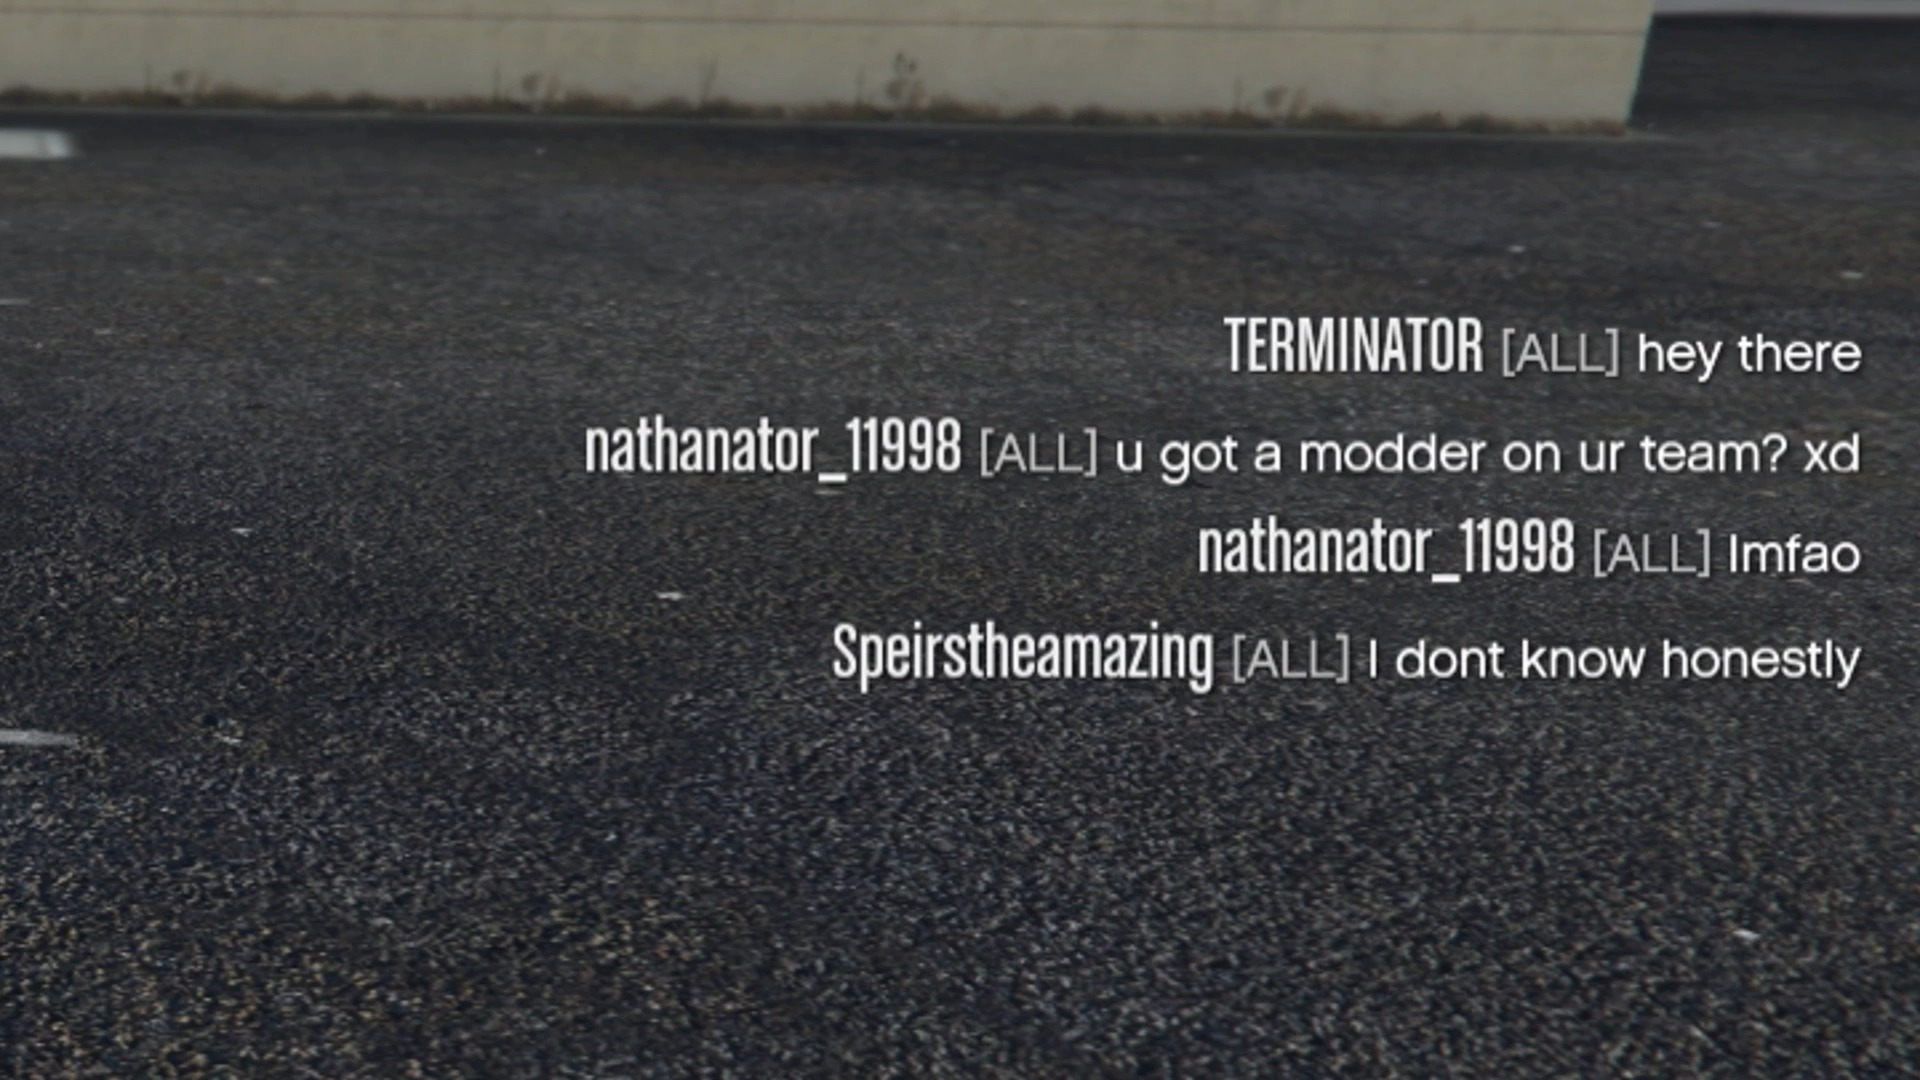 TERMINATOR [ALL] hey there
nathanator_11998 [ALL] u got a modder on ur team? xd
nathanator_11998 [ALL] lmfao
Speirstheamazing [ALL] I dont know honestly